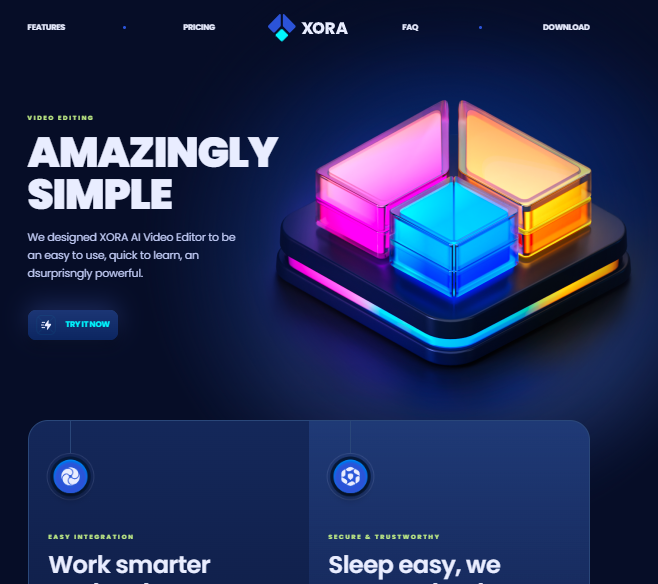 FEATURES
PRICING
XORA
FAQ
DOWNLOAD
VIDEO EDITING
AMAZINGLY
SIMPLE
We designed XORA AI Video Editor to be
an easy to use, quick to learn, an
dsurprisngly powerful.
TRY IT NOW
EASY INTEGRATION
Work smarter
SECURE & TRUSTWORTHY
Sleep easy, we